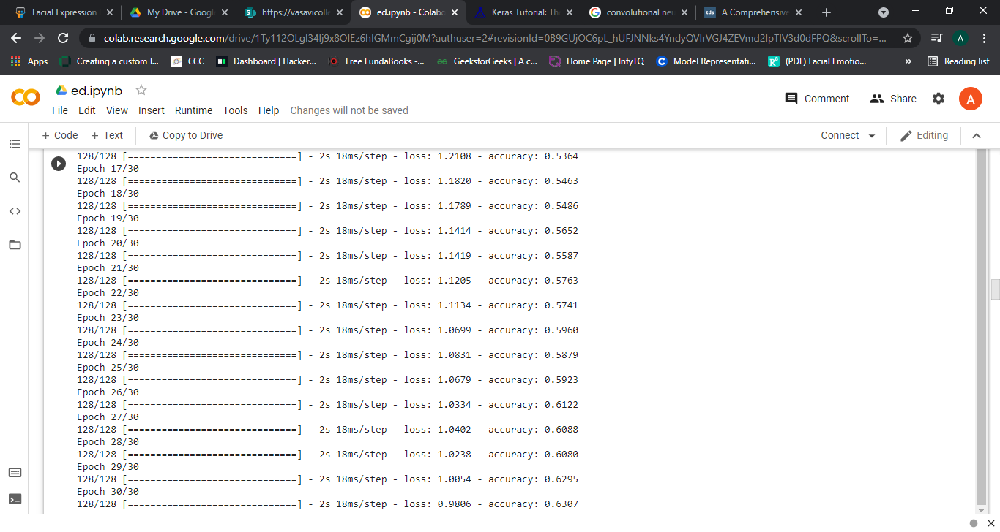 Facial Expression
My Drive - Googl
https://vasavicolle
ed.ipynb - Colabo
Keras Tutorial: Th
convolutional neu
tds
A Comprehensive
colab.research.google.com/drive/1Ty112OLgI34Ij9x8OlEz6hIGMmCgij0M?authuser=2#revisionId=0B9GUjOC6pL_hUFJNNks4YndyQVIrVGJ4ZEVmd2lpTlV3d0dFPQ&scrollTo=...
A
Apps
Creating a custom l...
CCC
Dashboard | Hacker...
Free FundaBooks -...
GeeksforGeeks | A c...
Home Page | InfyTQ
Model Representati...
(PDF) Facial Emotio...
»
Reading list
ed.ipynb
Comment
Share
A
File Edit View Insert Runtime Tools Help Changes will not be saved
+ Code + Text
Copy to Drive
Connect
Editing
128/128 [==============================] - 2s 18ms/step - loss: 1.2108 - accuracy: 0.5364
Epoch 17/30
128/128 [==============================] - 2s 18ms/step - loss: 1.1820 - accuracy: 0.5463
Epoch 18/30
128/128 [==============================] - 2s 18ms/step - loss: 1.1789 - accuracy: 0.5486
Epoch 19/30
128/128 [==============================] - 2s 18ms/step - loss: 1.1414 - accuracy: 0.5652
Epoch 20/30
128/128 [==============================] - 2s 18ms/step - loss: 1.1419 - accuracy: 0.5587
Epoch 21/30
128/128 [==============================] - 2s 18ms/step - loss: 1.1205 - accuracy: 0.5763
Epoch 22/30
128/128 [==============================] - 2s 18ms/step - loss: 1.1134 - accuracy: 0.5741
Epoch 23/30
128/128 [==============================] - 2s 18ms/step - loss: 1.0699 - accuracy: 0.5960
Epoch 24/30
128/128 [==============================] - 2s 18ms/step - loss: 1.0831 - accuracy: 0.5879
Epoch 25/30
128/128 [==============================] - 2s 18ms/step - loss: 1.0679 - accuracy: 0.5923
Epoch 26/30
128/128 [==============================] - 2s 18ms/step - loss: 1.0334 - accuracy: 0.6122
Epoch 27/30
128/128 [==============================] - 2s 18ms/step - loss: 1.0402 - accuracy: 0.6088
Epoch 28/30
128/128 [==============================] - 2s 18ms/step - loss: 1.0238 - accuracy: 0.6080
Epoch 29/30
128/128 [==============================] - 2s 18ms/step - loss: 1.0054 - accuracy: 0.6295
Epoch 30/30
128/128 [==============================] - 2s 18ms/step - loss: 0.9806 - accuracy: 0.6307